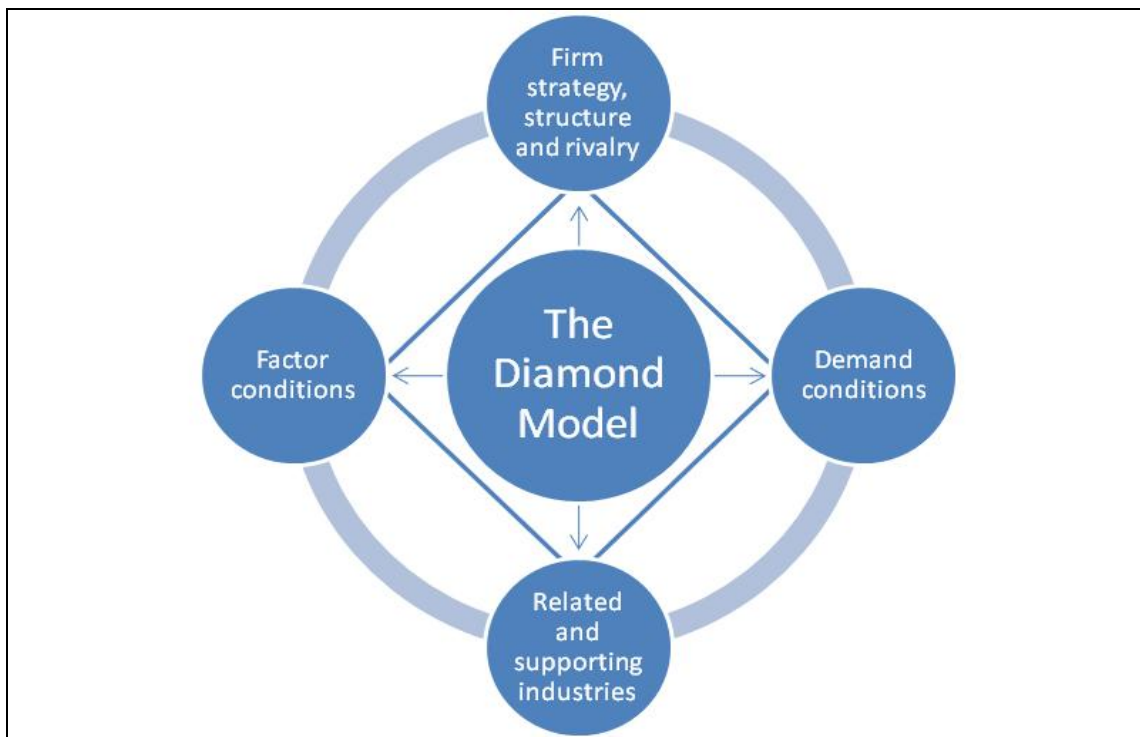 Firm
strategy,
structure
and rivalry
Factor
conditions
The
Diamond
Model
Demand
conditions
Related
and
supporting
industries